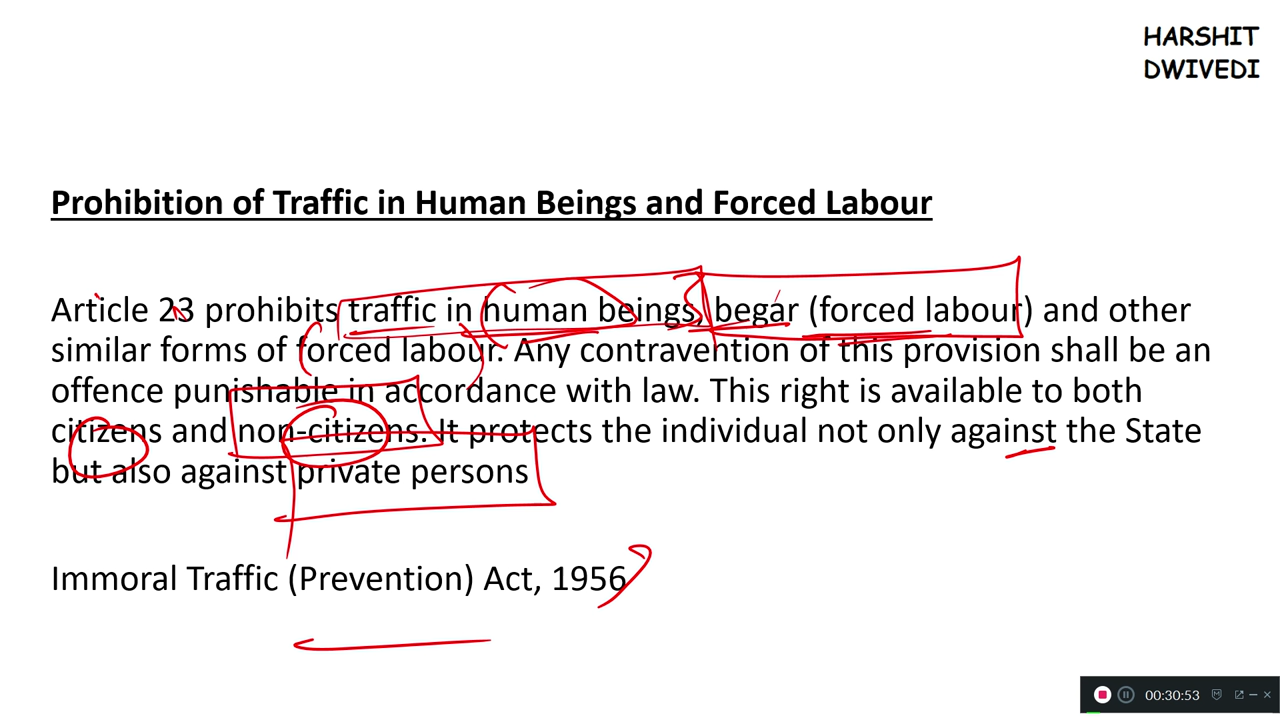 HARSHIT
DWIVEDI
Prohibition of Traffic in Human Beings and Forced Labour
Article 23 prohibits traffic in human beings, begar (forced labour) and other
similar forms of forced labour. Any contravention of this provision shall be an
offence punishable in accordance with law. This right is available to both
citizens and non-citizens. It protects the individual not only against the State
but also against private persons
Immoral Traffic (Prevention) Act, 1956
00:30:53